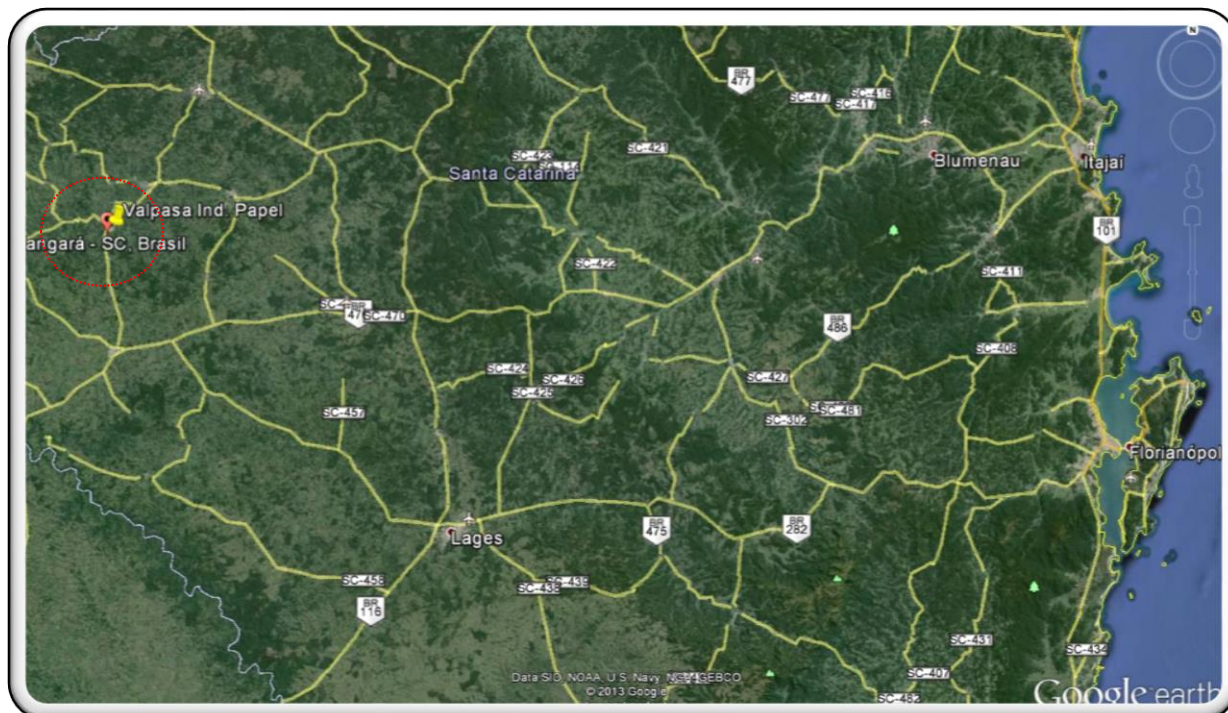 N
BR
477
SC-477
SC-416
SC-417
SC-421
SC-423
SC-114
Santa Catarina
Blumenau
Itajaí
Valpasa Ind. Papel
angará - SC, Brasil
BR
101
SC-422
SC-411
BR
SC-470
BR
486
SC-408
SC-424
SC-426
SC-425
SC-427
SC-457
SC-481
SC-302
Florianópol
Lages
BR
475
BR
282
SC-458
SC-439
SC-438
BR
116
SC-431
SC-434
SC-407
SC-482
Data SIO, NOAA, U.S. Navy, NGA, GEBCO
© 2013 Google
Google earth